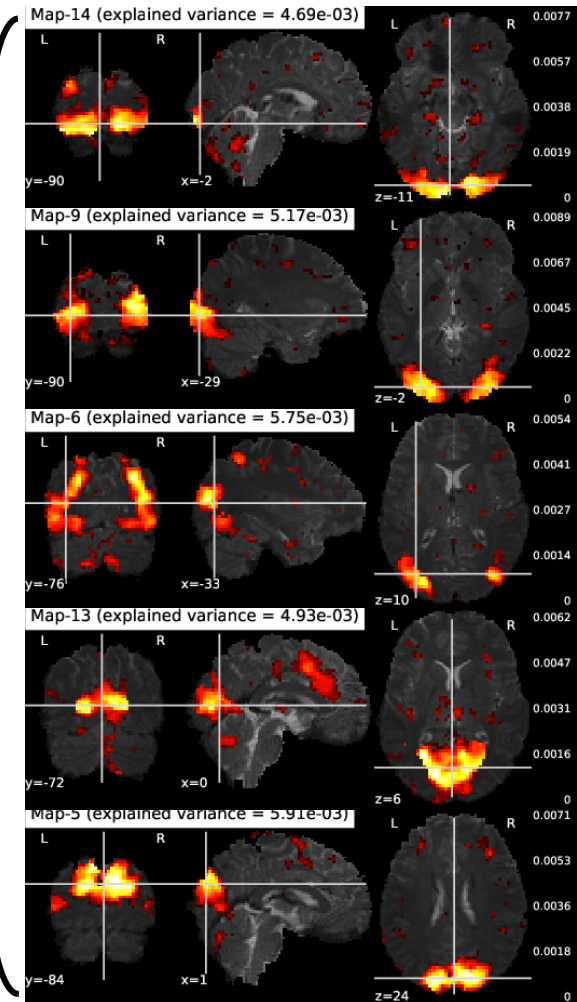 Map-14 (explained variance = 4.69e-03)
L R L R
0.0077
0.0057
0.0038
0.0019
0
y=-90 x=-2 z=-11
Map-9 (explained variance = 5.17e-03)
L R L R
0.0089
0.0067
0.0045
0.0022
0
y=-90 x=-29 z=-2
Map-6 (explained variance = 5.75e-03)
L R L R
0.0054
0.0041
0.0027
0.0014
0
y=-76 x=-33 z=10
Map-13 (explained variance = 4.93e-03)
L R L R
0.0062
0.0047
0.0031
0.0016
0
y=-72 x=0 z=6
Map-5 (explained variance = 5.91e-03)
L R L R
0.0071
0.0053
0.0036
0.0018
0
y=-84 x=1 z=24